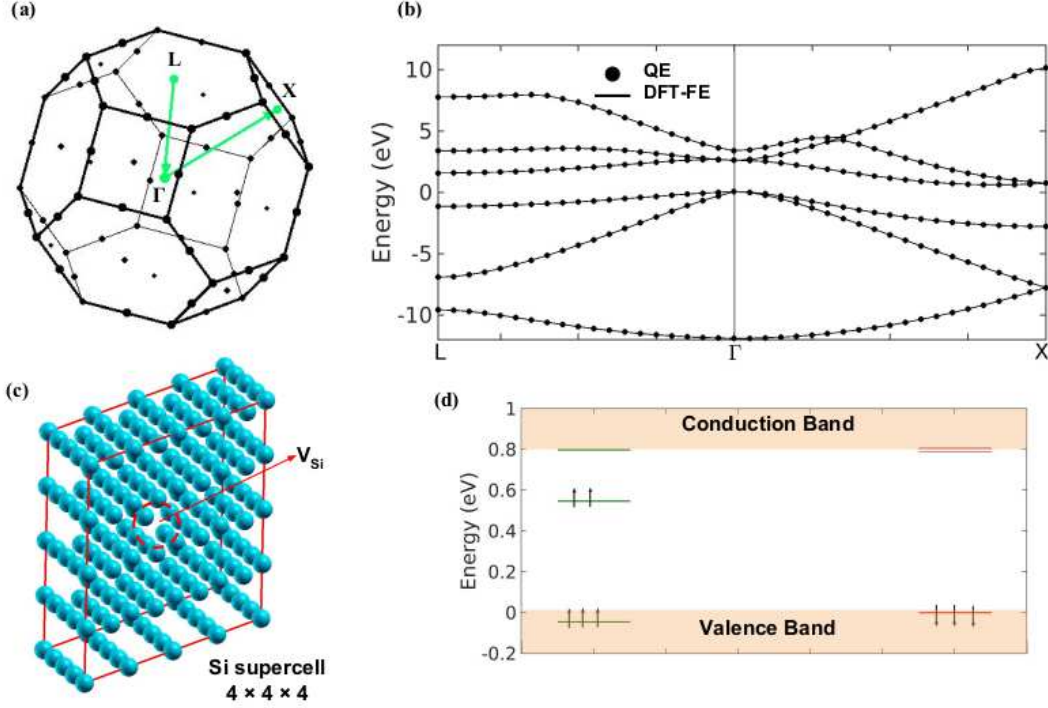 (a)
L
X
Γ
(b)
QE
DFT-FE
Energy (eV)
10
5
0
-5
-10
L
Γ
X
(c)
V_Si
Si supercell
4 × 4 × 4
(d)
Energy (eV)
1
0.8
0.6
0.4
0.2
0
-0.2
Conduction Band
Valence Band